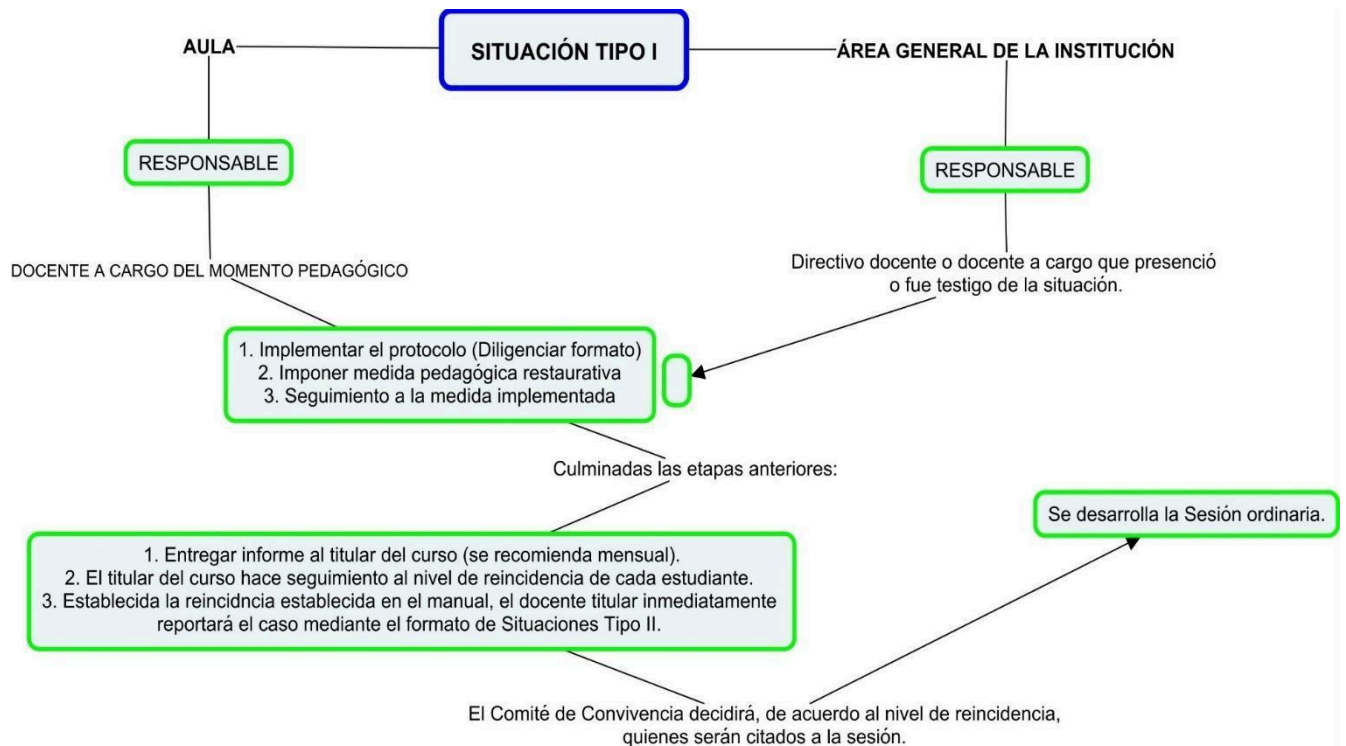 SITUACIÓN TIPO I
AULA
ÁREA GENERAL DE LA INSTITUCIÓN
RESPONSABLE
RESPONSABLE
DOCENTE A CARGO DEL MOMENTO PEDAGÓGICO
Directivo docente o docente a cargo que presenció
o fue testigo de la situación.
1. Implementar el protocolo (Diligenciar formato)
2. Imponer medida pedagógica restaurativa
3. Seguimiento a la medida implementada
Culminadas las etapas anteriores:
1. Entregar informe al titular del curso (se recomienda mensual).
2. El titular del curso hace seguimiento al nivel de reincidencia de cada estudiante.
3. Establecida la reincidncia establecida en el manual, el docente titular inmediatamente
reportará el caso mediante el formato de Situaciones Tipo II.
El Comité de Convivencia decidirá, de acuerdo al nivel de reincidencia,
quienes serán citados a la sesión.
Se desarrolla la Sesión ordinaria.